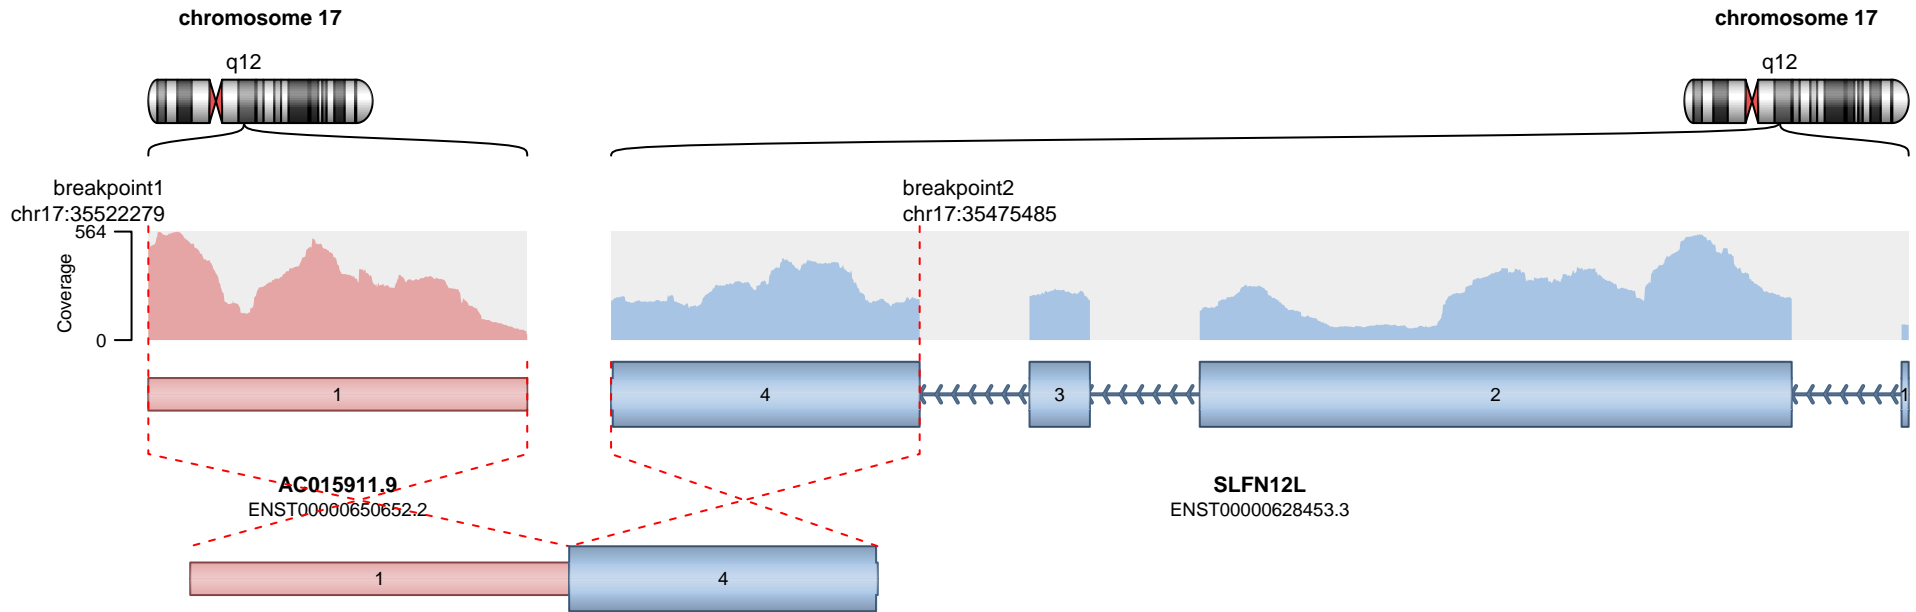 chromosome 17
chromosome 17
q12
q12
breakpoint1
chr17:35522279
breakpoint2
chr17:35475485
564
Coverage
0
1
4
3
2
1
AC015911.9
ENST00000650652.2
SLFN12L
ENST00000628453.3
1
4